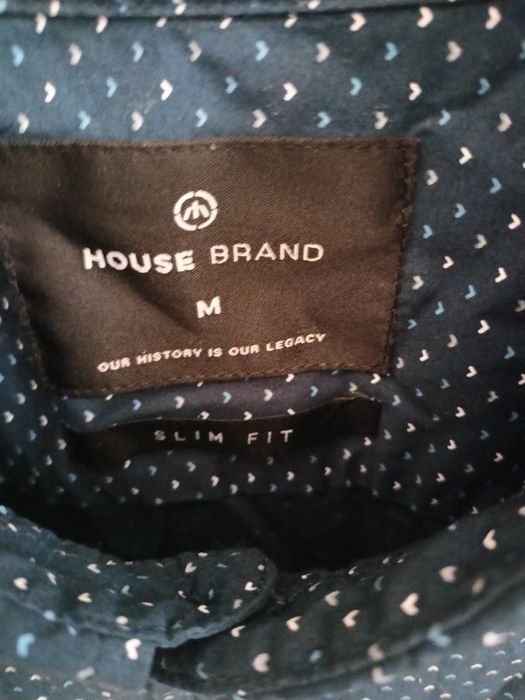 HOUSE BRAND
M
OUR HISTORY IS OUR LEGACY
SLIM FIT